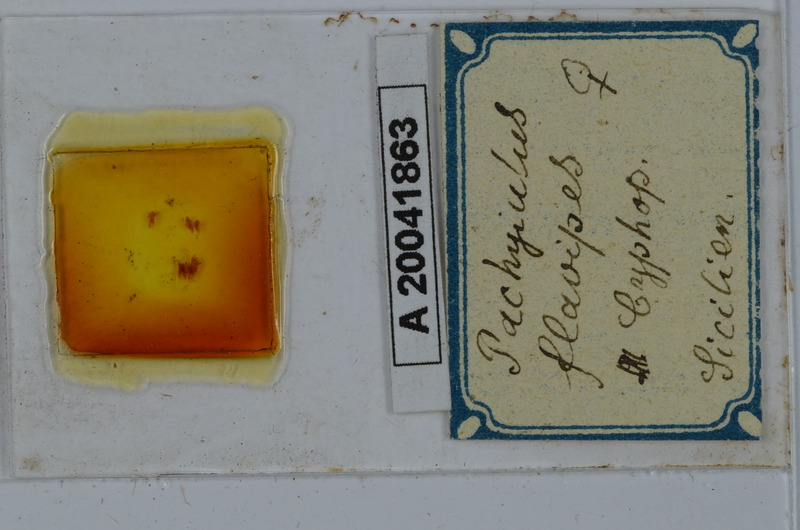 A 20041863
Pachyiulus
flavipes ♀
Cyphop.
Sicilien.